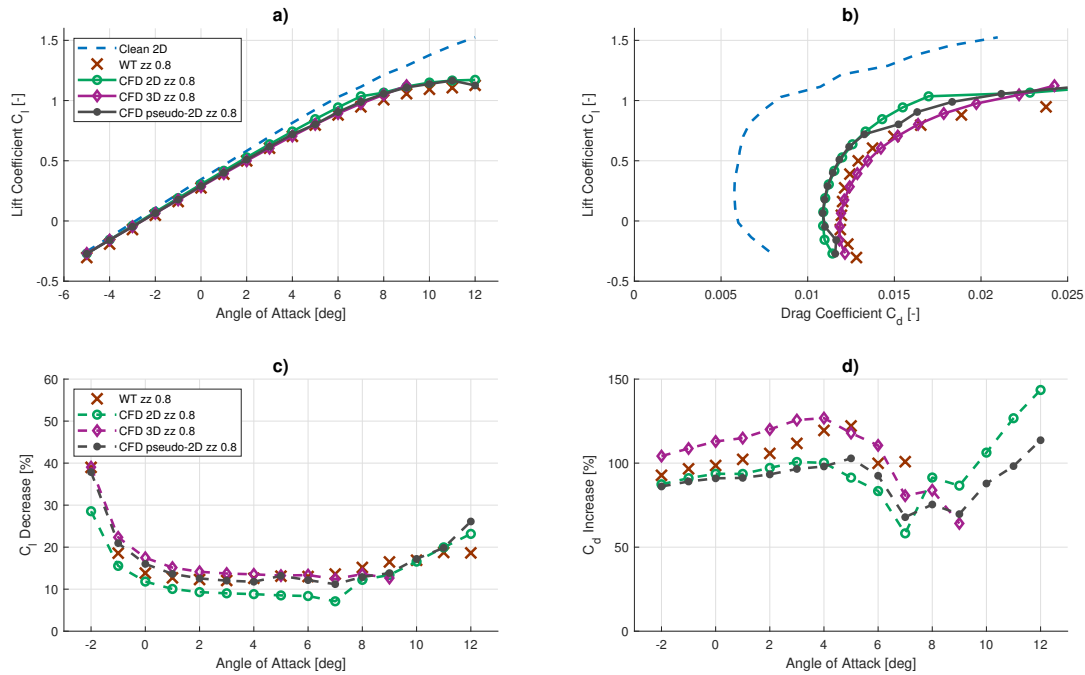 a)
1.5
1
0.5
0
-0.5
Lift Coefficient C_l [-]
Clean 2D
WT zz 0.8
CFD 2D zz 0.8
CFD 3D zz 0.8
CFD pseudo-2D zz 0.8
-6 -4 -2 0 2 4 6 8 10 12
Angle of Attack [deg]
b)
1.5
1
0.5
0
-0.5
Lift Coefficient C_l [-]
0 0.005 0.01 0.015 0.02 0.025
Drag Coefficient C_d [-]
c)
60
50
40
30
20
10
0
C_l Decrease [%]
WT zz 0.8
CFD 2D zz 0.8
CFD 3D zz 0.8
CFD pseudo-2D zz 0.8
-2 0 2 4 6 8 10 12
Angle of Attack [deg]
d)
150
100
50
0
C_d Increase [%]
-2 0 2 4 6 8 10 12
Angle of Attack [deg]